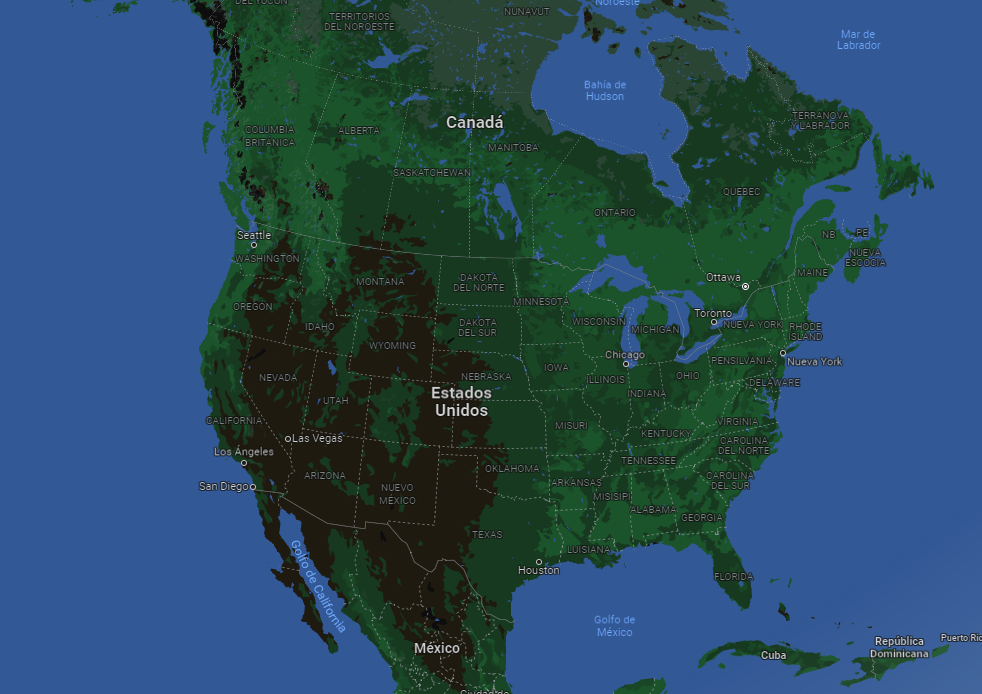 DEL YUCÓN
TERRITORIOS
DEL NOROESTE
NUNAVUT
Noroeste
Mar de
Labrador
Bahía de
Hudson
Canadá
COLUMBIA
BRITÁNICA
ALBERTA
MANITOBA
TERRANOVA
Y LABRADOR
SASKATCHEWAN
QUEBEC
ONTARIO
NB
PE
NUEVA
ESCOCIA
Seattle
WASHINGTON
MONTANA
DAKOTA
DEL NORTE
Ottawa
MAINE
OREGÓN
IDAHO
MINNESOTA
WISCONSIN
MICHIGAN
Toronto
NUEVA YORK
RHODE
ISLAND
DAKOTA
DEL SUR
WYOMING
Chicago
PENSILVANIA
Nueva York
NEVADA
UTAH
NEBRASKA
IOWA
ILLINOIS
OHIO
DELAWARE
INDIANA
Estados
Unidos
CALIFORNIA
MISURI
VIRGINIA
KENTUCKY
Las Vegas
CAROLINA
DEL NORTE
Los Ángeles
TENNESSEE
ARIZONA
OKLAHOMA
ARKANSAS
CAROLINA
DEL SUR
San Diego
NUEVO
MÉXICO
MISISIPI
ALABAMA
GEORGIA
TEXAS
LUISIANA
Houston
FLORIDA
Golfo de California
Golfo de
México
México
Cuba
República
Dominicana
Puerto Ric
Ciudad de